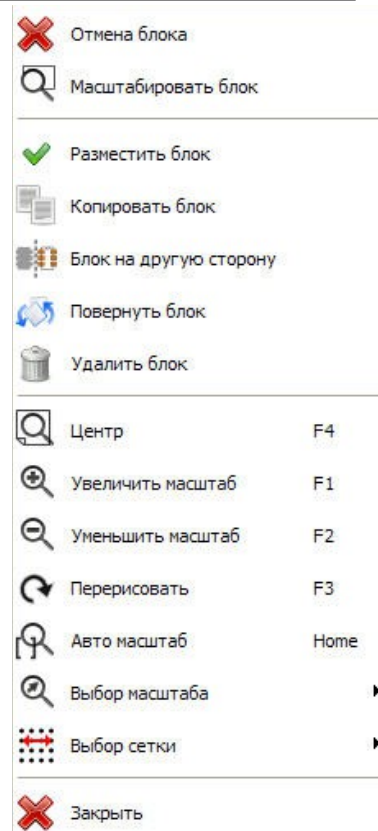 Отмена блока
Масштабировать блок
Разместить блок
Копировать блок
Блок на другую сторону
Повернуть блок
Удалить блок
Центр F4
Увеличить масштаб F1
Уменьшить масштаб F2
Перерисовать F3
Авто масштаб Home
Выбор масштаба
Выбор сетки
Закрыть